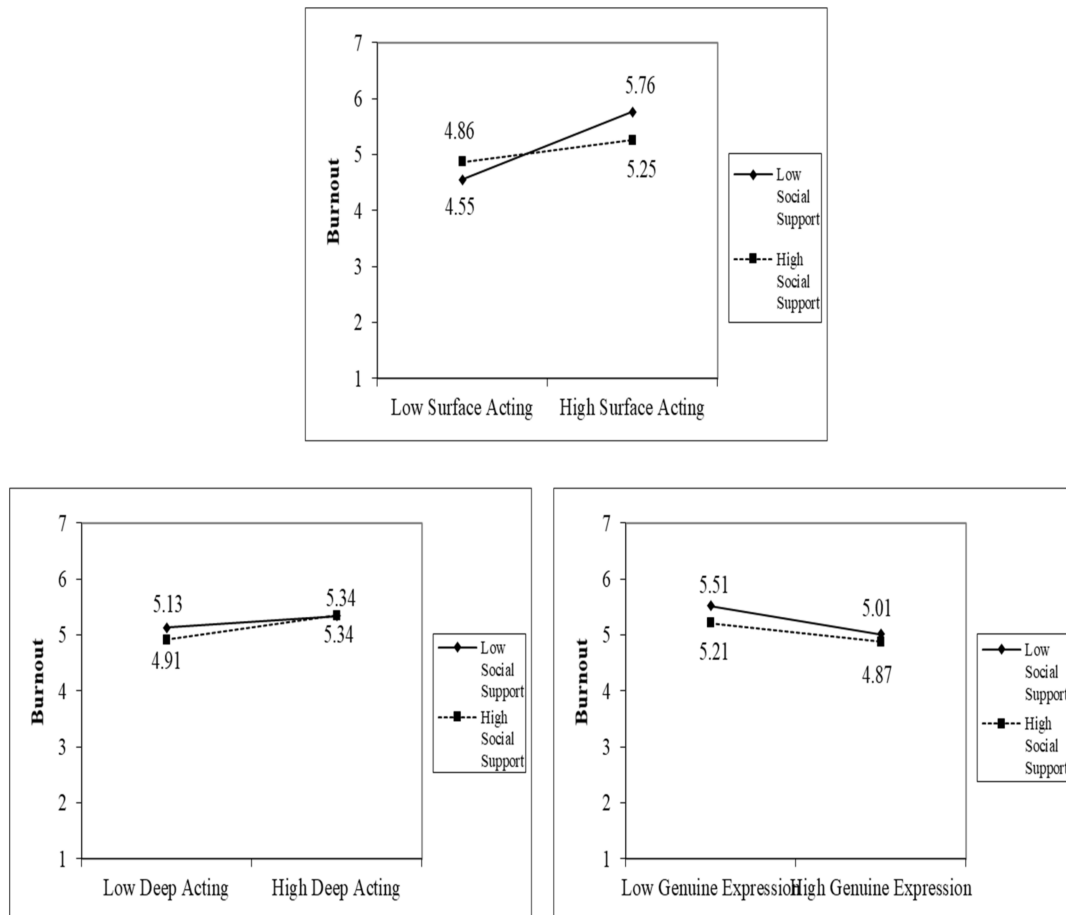 7
6
5
4
3
2
1
Burnout
5.76
4.86
5.25
4.55
Low Surface Acting
High Surface Acting
Low
Social
Support
High
Social
Support
7
6
5
4
3
2
1
Burnout
5.13
5.34
4.91
5.34
Low Deep Acting
High Deep Acting
Low
Social
Support
High
Social
Support
7
6
5
4
3
2
1
Burnout
5.51
5.01
5.21
4.87
Low Genuine Expression
High Genuine Expression
Low
Social
Support
High
Social
Support